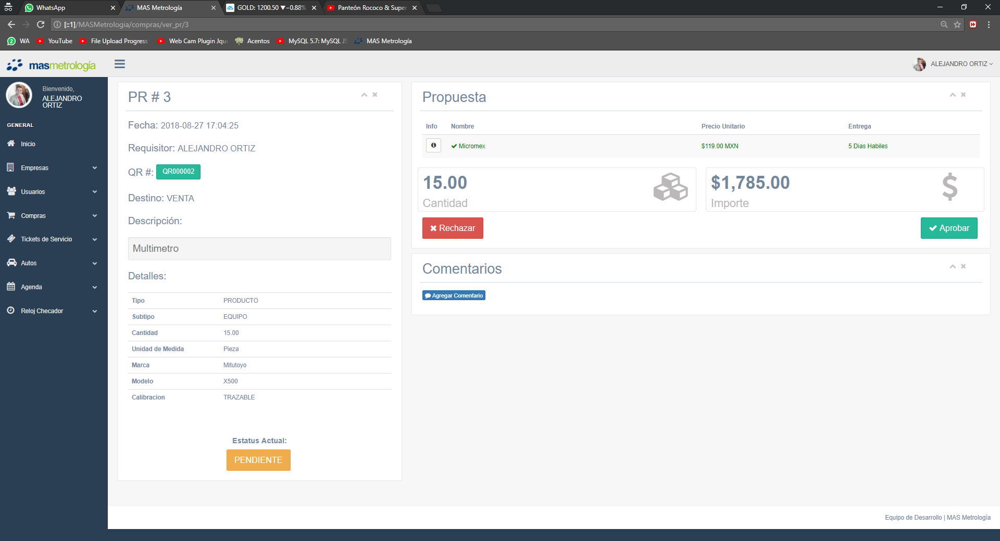 WhatsApp
MAS Metrología
GOLD: 1200.50 ▼−0.88%
Panteón Rococo & Super
[::1]/MASMetrologia/compras/ver_pr/3
2 WA
YouTube
File Upload Progress
Web Cam Plugin Jqu
Acentos
MySQL 5.7: MySQL JS
MAS Metrología
masmetrología
ALEJANDRO ORTIZ
Bienvenido,
ALEJANDRO
ORTIZ
GENERAL
Inicio
Empresas
Usuarios
Compras
Tickets de Servicio
Autos
Agenda
Reloj Checador
PR # 3
Fecha: 2018-08-27 17:04:25
Requisitor: ALEJANDRO ORTIZ
QR #: QR000002
Destino: VENTA
Descripción:
Multimetro
Detalles:
Tipo PRODUCTO
Subtipo EQUIPO
Cantidad 15.00
Unidad de Medida Pieza
Marca Mitutoyo
Modelo X500
Calibracion TRAZABLE
Estatus Actual:
PENDIENTE
Propuesta
Info Nombre Precio Unitario Entrega
Micromex $119.00 MXN 5 Dias Habiles
15.00
Cantidad
$1,785.00
Importe
Rechazar
Aprobar
Comentarios
Agregar Comentario
Equipo de Desarrollo | MAS Metrología